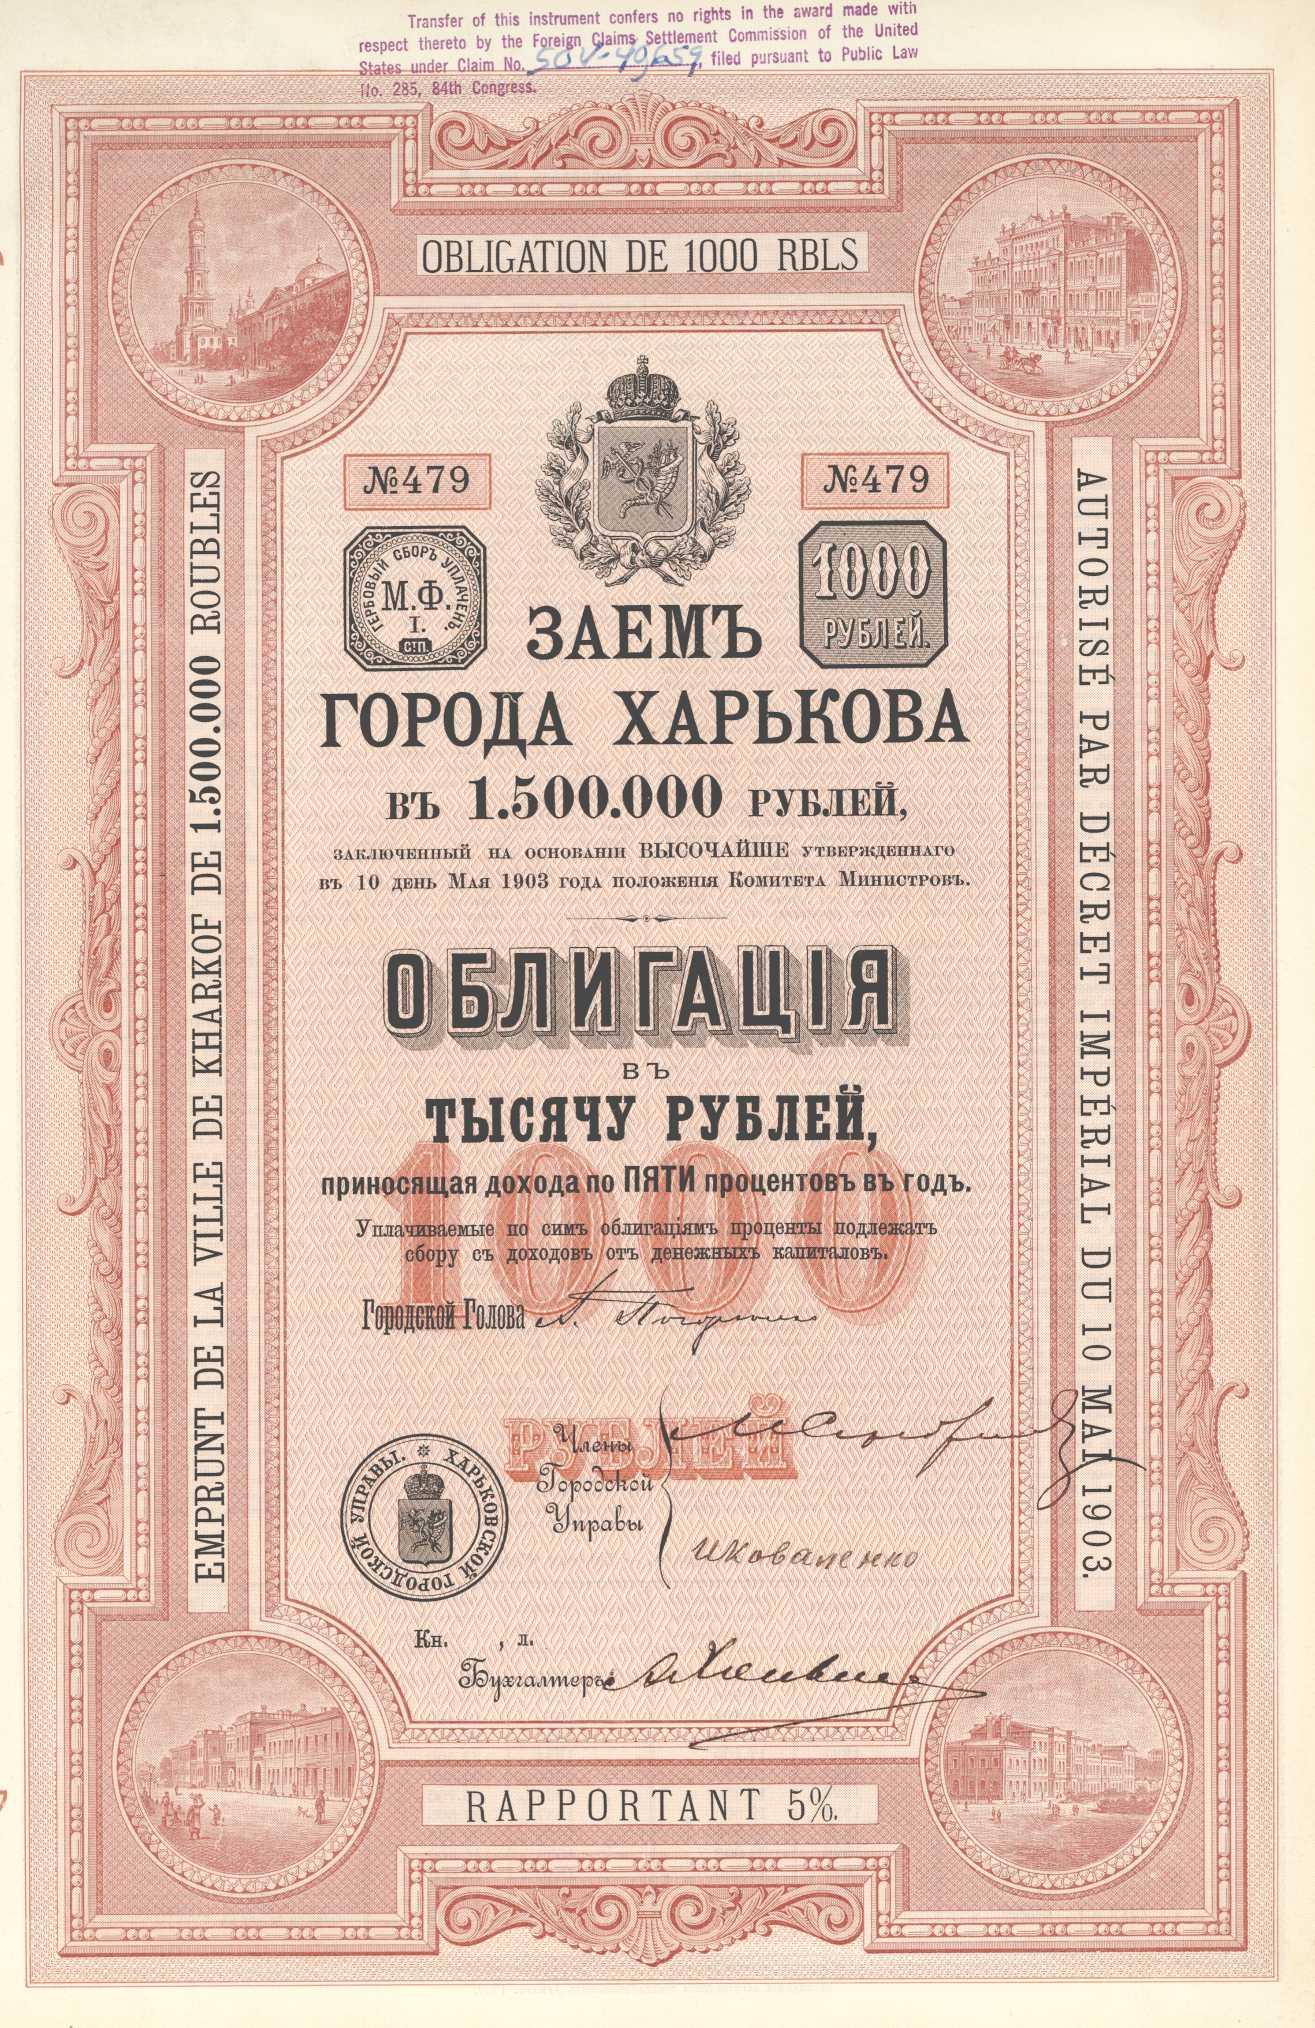 Transfer of this instrument confers no rights in the award made with
respect thereto by the Foreign Claims Settlement Commission of the United
States under Claim No. SOV-40,659, filed pursuant to Public Law
No. 285, 84th Congress.
OBLIGATION DE 1000 RBLS
EMPRUNT DE LA VILLE DE KHARKOF DE 1.500.000 ROUBLES
AUTORISÉ PAR DÉCRET IMPÉRIAL DU 10 MAI 1903.
№479
№479
ГЕРБОВЫЙ СБОРЪ УПЛАЧЕНЪ.
М.Ф.
I.
С.П.
1000
РУБЛЕЙ.
ЗАЕМЪ
ГОРОДА ХАРЬКОВА
ВЪ 1.500.000 РУБЛЕЙ,
ЗАКЛЮЧЕННЫЙ НА ОСНОВАНІИ ВЫСОЧАЙШЕ УТВЕРЖДЕННАГО
ВЪ 10 ДЕНЬ МАЯ 1903 ГОДА ПОЛОЖЕНІЯ КОМИТЕТА МИНИСТРОВЪ.
ОБЛИГАЦІЯ
ВЪ
ТЫСЯЧУ РУБЛЕЙ,
1000
приносящая дохода по ПЯТИ процентовъ въ годъ.
Уплачиваемые по симъ облигаціямъ проценты подлежатъ
сбору съ доходовъ отъ денежныхъ капиталовъ.
Городской Голова
РУБЛЕЙ
Члены
Городской
Управы
ИКоваленко
ХАРЬКОВСКОЙ ГОРОДСКОЙ УПРАВЫ.
Кн. , л.
Бухгалтеръ
RAPPORTANT 5%.